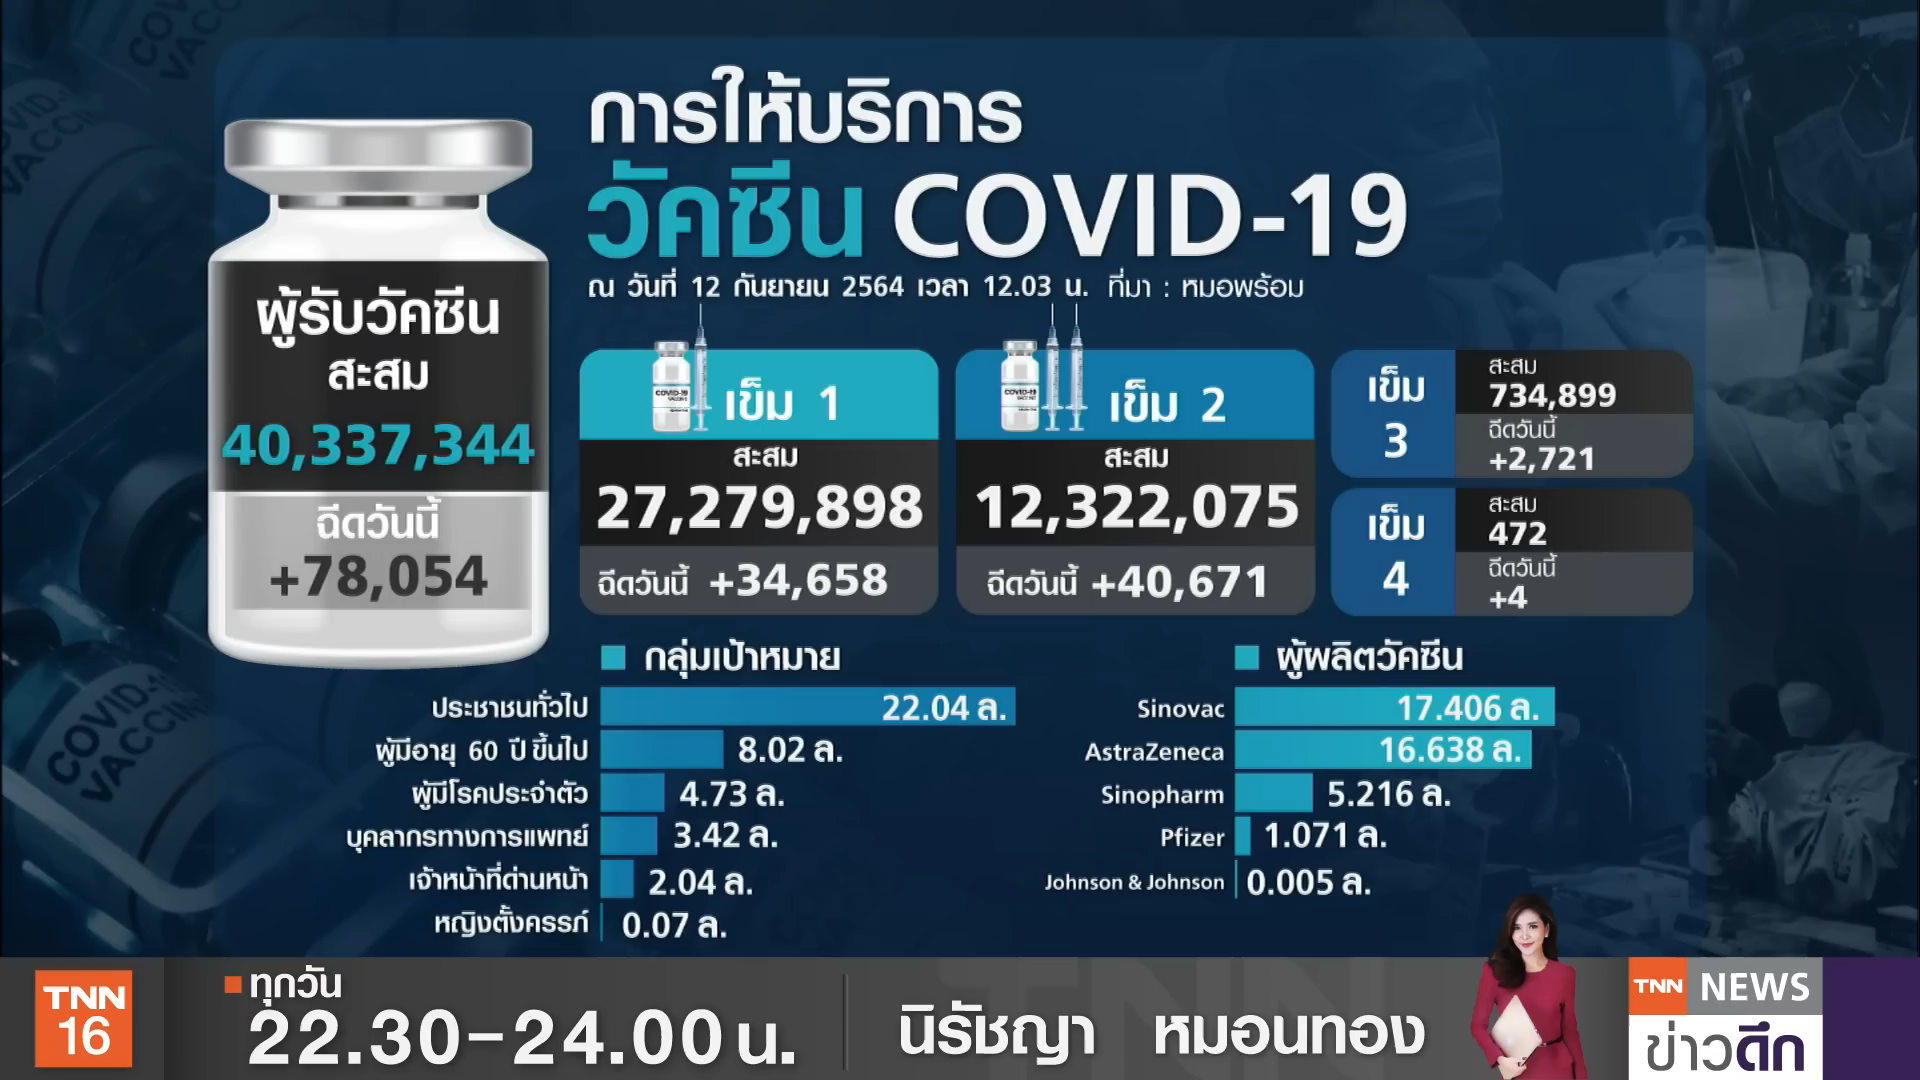 การให้บริการ
วัคซีน COVID-19
ณ วันที่ 12 กันยายน 2564 เวลา 12.03 น. ที่มา : หมอพร้อม
ผู้รับวัคซีน
สะสม
40,337,344
ฉีดวันนี้
+78,054
COVID-19
VACCINE
เข็ม 1
สะสม
27,279,898
ฉีดวันนี้ +34,658
COVID-19
VACCINE
เข็ม 2
สะสม
12,322,075
ฉีดวันนี้ +40,671
เข็ม
3
สะสม
734,899
ฉีดวันนี้
+2,721
เข็ม
4
สะสม
472
ฉีดวันนี้
+4
กลุ่มเป้าหมาย
ประชาชนทั่วไป 22.04 ล.
ผู้มีอายุ 60 ปีขึ้นไป 8.02 ล.
ผู้มีโรคประจำตัว 4.73 ล.
บุคลากรทางการแพทย์ 3.42 ล.
เจ้าหน้าที่ด่านหน้า 2.04 ล.
หญิงตั้งครรภ์ 0.07 ล.
ผู้ผลิตวัคซีน
Sinovac 17.406 ล.
AstraZeneca 16.638 ล.
Sinopharm 5.216 ล.
Pfizer 1.071 ล.
Johnson & Johnson 0.005 ล.
COVID-1
VACCIN
TNN
16
ทุกวัน
22.30-24.00 น.
นิรัชญา หมอนทอง
TNN NEWS
ข่าวดึก